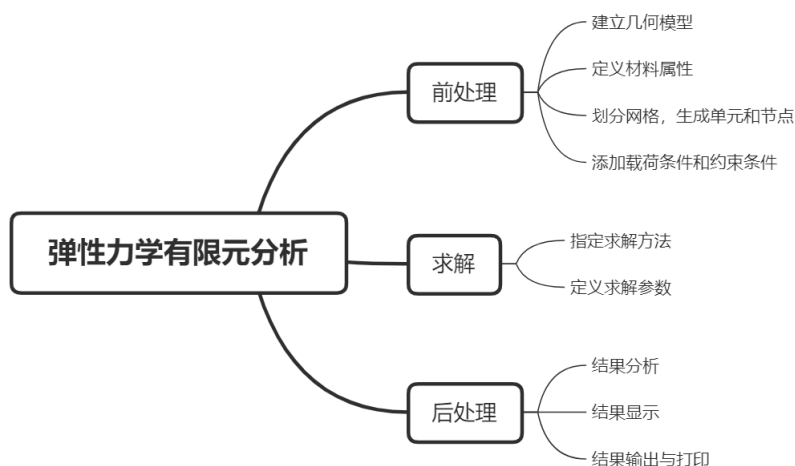 弹性力学有限元分析
前处理
建立几何模型
定义材料属性
划分网格，生成单元和节点
添加载荷条件和约束条件
求解
指定求解方法
定义求解参数
后处理
结果分析
结果显示
结果输出与打印